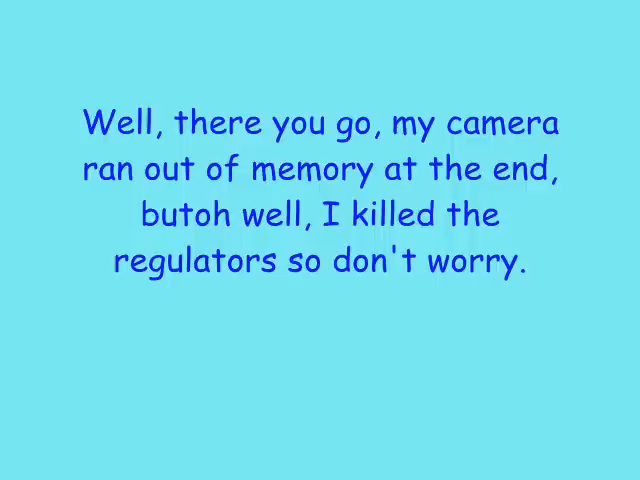 Well, there you go, my camera
ran out of memory at the end,
butoh well, I killed the
regulators so don't worry.